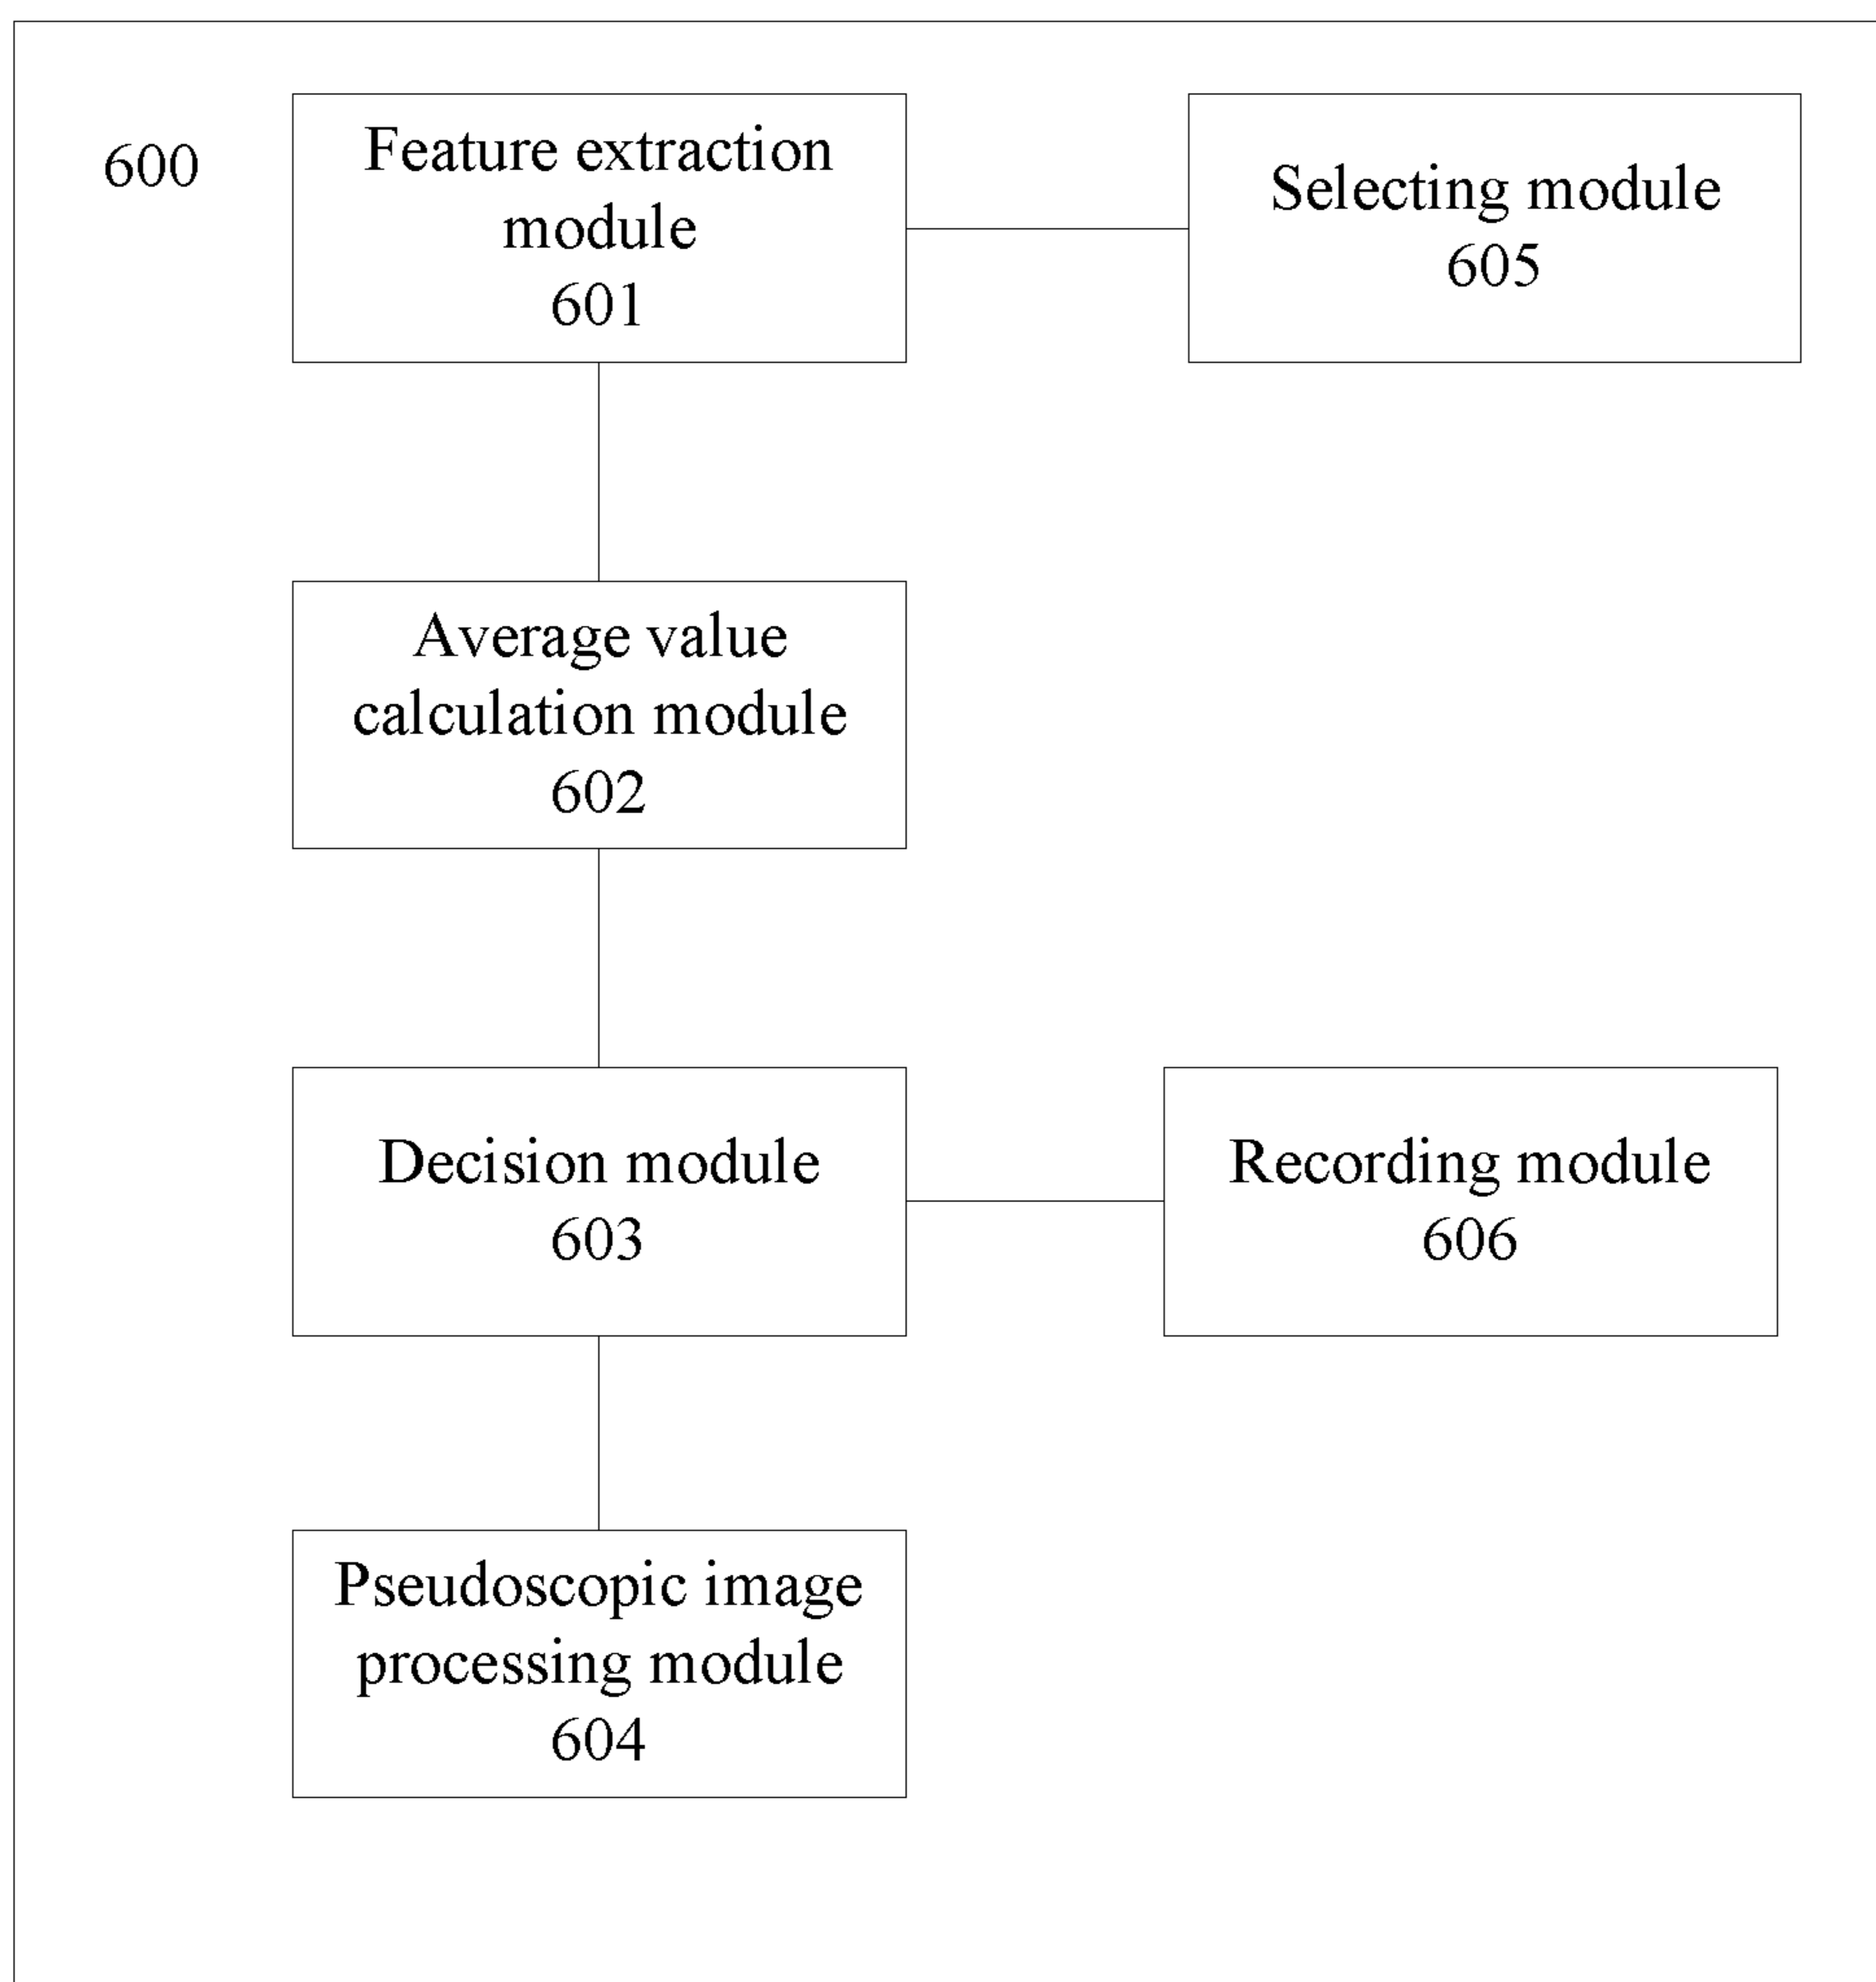 600
Feature extraction
module
601
Selecting module
605
Average value
calculation module
602
Decision module
603
Recording module
606
Pseudoscopic image
processing module
604